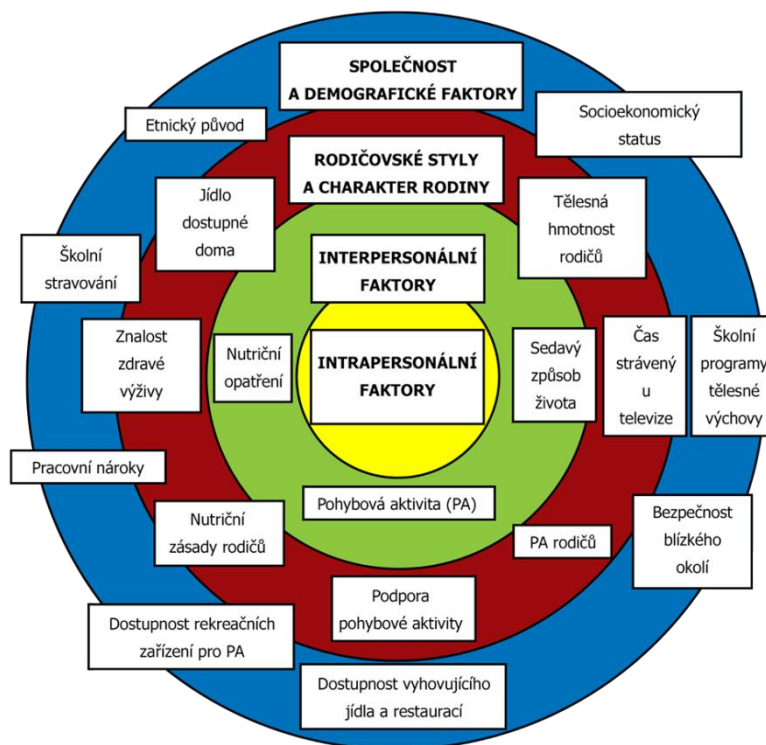 SPOLEČNOST
A DEMOGRAFICKÉ FAKTORY
Etnický původ
Socioekonomický
status
RODIČOVSKÉ STYLY
A CHARAKTER RODINY
Jídlo
dostupné
doma
Tělesná
hmotnost
rodičů
Školní
stravování
INTERPERSONÁLNÍ
FAKTORY
Znalost
zdravé
výživy
Nutriční
opatření
INTRAPERSONÁLNÍ
FAKTORY
Sedavý
způsob
života
Čas
strávený
u
televize
Školní
programy
tělesné
výchovy
Pracovní nároky
Pohybová aktivita (PA)
Nutriční
zásady rodičů
PA rodičů
Bezpečnost
blízkého
okolí
Podpora
pohybové aktivity
Dostupnost rekreačních
zařízení pro PA
Dostupnost vyhovujícího
jídla a restaurací